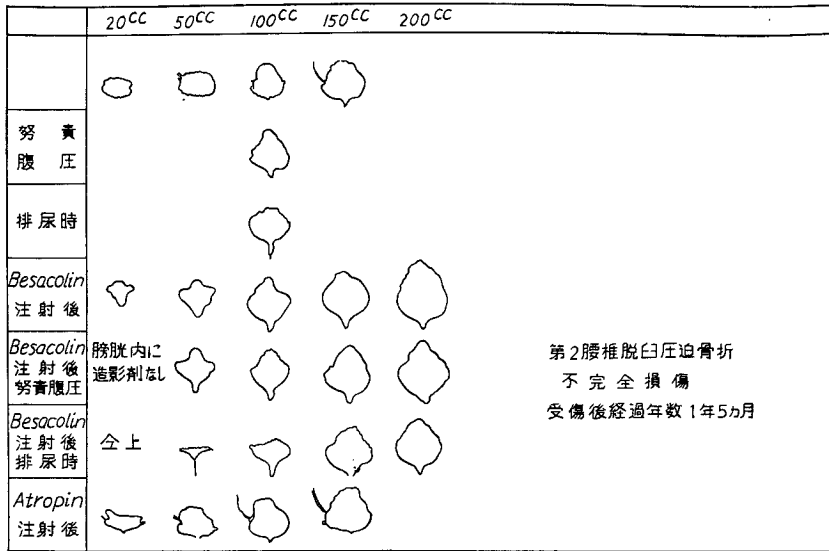 20CC 50CC 100CC 150CC 200CC
努責
腹圧
排尿時
Besacolin
注射後
Besacolin
注射後
努責腹圧
膀胱内に
造影剤なし
Besacolin
注射後
排尿時
仝上
Atropin
注射後
第2腰椎脱臼圧迫骨折
不完全損傷
受傷後経過年数1年5ヵ月